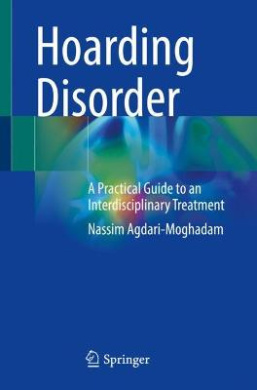 Hoarding
Disorder
A Practical Guide to an
Interdisciplinary Treatment
Nassim Agdari-Moghadam
Springer